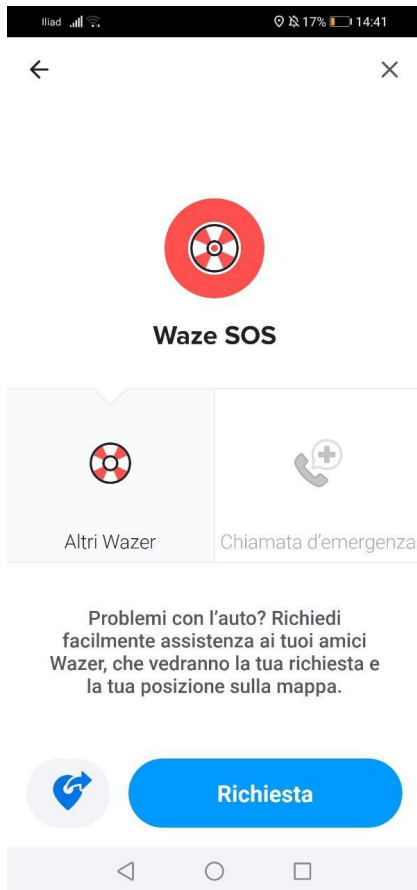 Iliad 17% 14:41
Waze SOS
Altri Wazer
Chiamata d'emergenza
Problemi con l'auto? Richiedi
facilmente assistenza ai tuoi amici
Wazer, che vedranno la tua richiesta e
la tua posizione sulla mappa.
Richiesta